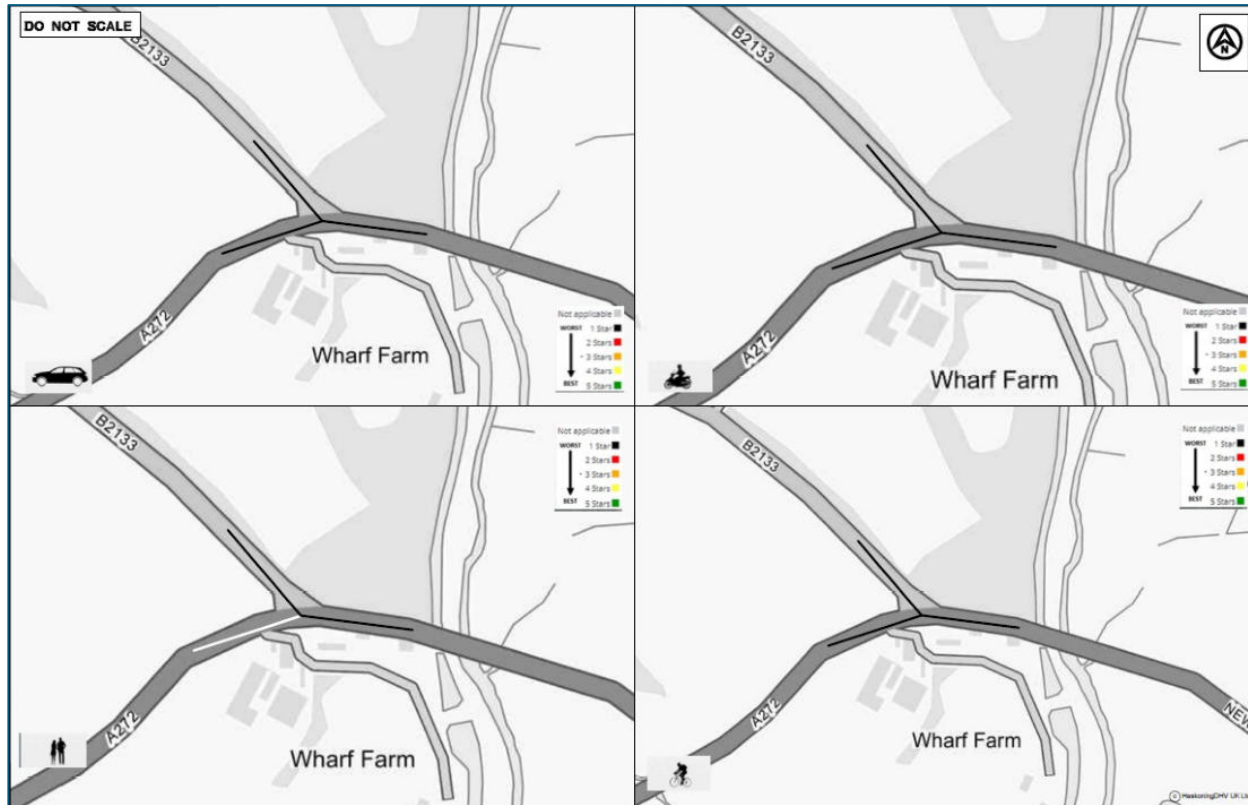 DO NOT SCALE
B2133
A272
Wharf Farm
Not applicable
WORST 1 Star
2 Stars
3 Stars
4 Stars
BEST 5 Stars
B2133
N
A272
Wharf Farm
Not applicable
WORST 1 Star
2 Stars
3 Stars
4 Stars
BEST 5 Stars
B2133
A272
Wharf Farm
Not applicable
WORST 1 Star
2 Stars
3 Stars
4 Stars
BEST 5 Stars
B2133
A272
NEW
Wharf Farm
Not applicable
WORST 1 Star
2 Stars
3 Stars
4 Stars
BEST 5 Stars
© HaskoningDHV UK Lt